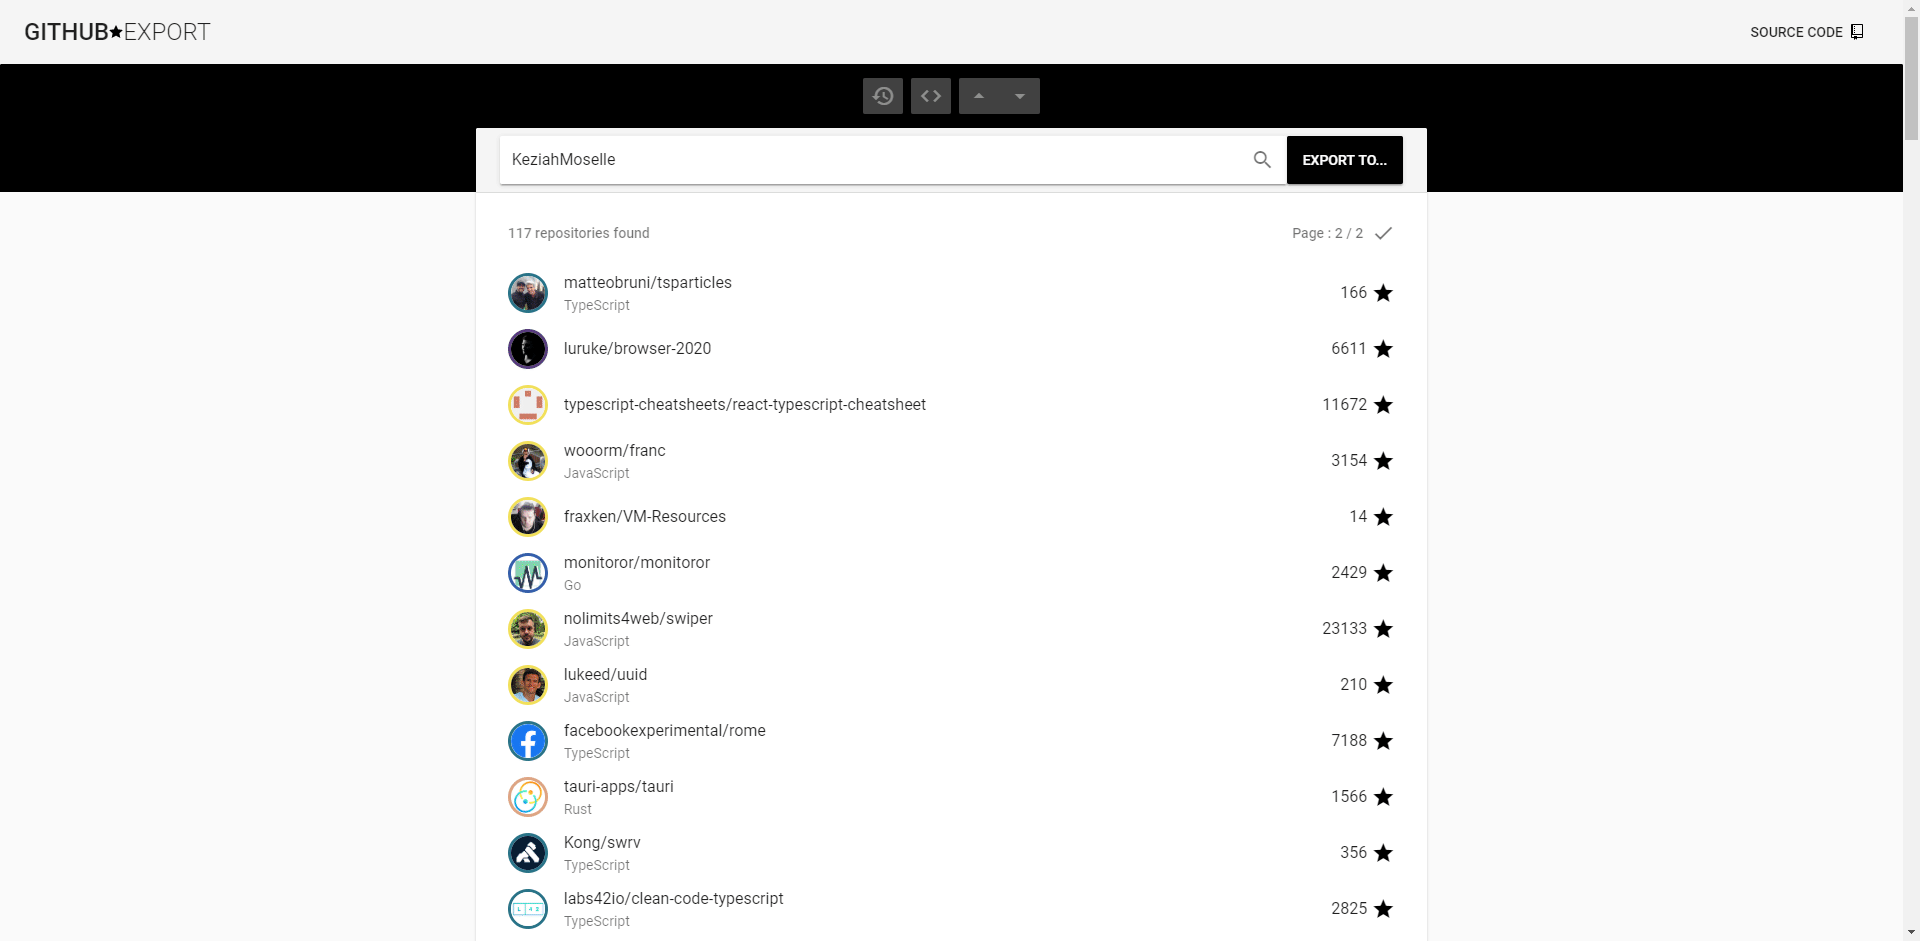 GITHUB★EXPORT
SOURCE CODE
KeziahMoselle
EXPORT TO...
117 repositories found
Page : 2 / 2
matteobruni/tsparticles
TypeScript
166
luruke/browser-2020
6611
typescript-cheatsheets/react-typescript-cheatsheet
11672
wooorm/franc
JavaScript
3154
fraxken/VM-Resources
14
monitoror/monitoror
Go
2429
nolimits4web/swiper
JavaScript
23133
lukeed/uuid
JavaScript
210
facebookexperimental/rome
TypeScript
7188
tauri-apps/tauri
Rust
1566
Kong/swrv
TypeScript
356
labs42io/clean-code-typescript
TypeScript
2825